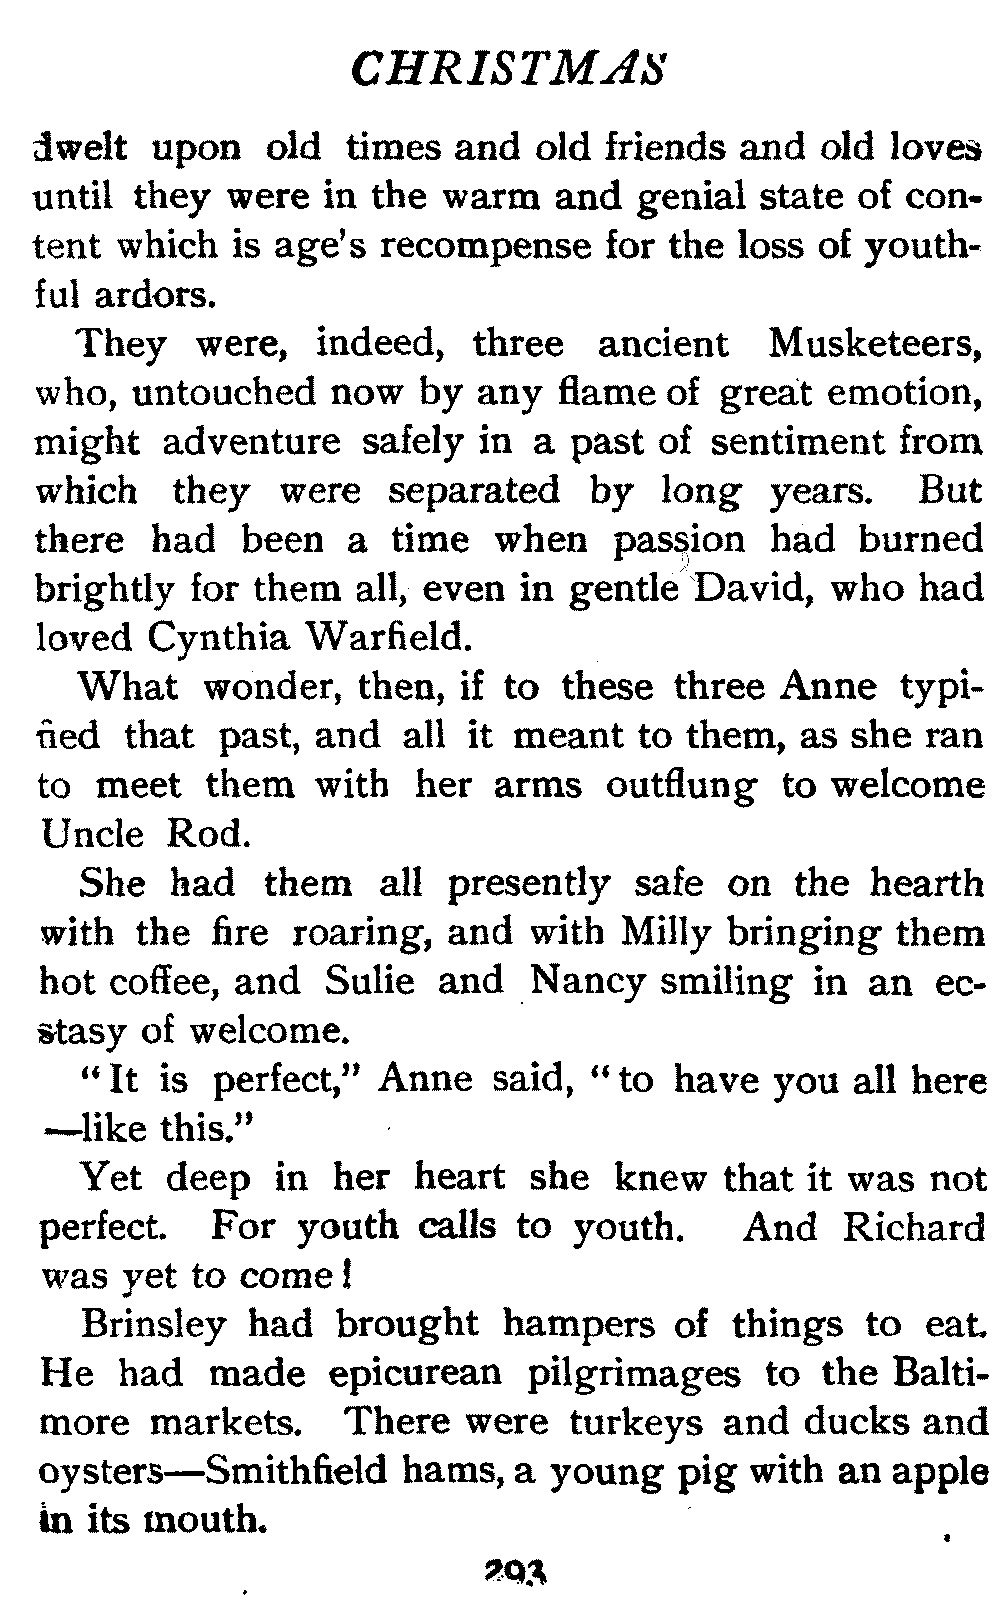 CHRISTMAS
dwelt upon old times and old friends and old loves
until they were in the warm and genial state of con-
tent which is age's recompense for the loss of youth-
ful ardors.
They were, indeed, three ancient Musketeers,
who, untouched now by any flame of great emotion,
might adventure safely in a past of sentiment from
which they were separated by long years. But
there had been a time when passion had burned
brightly for them all, even in gentle David, who had
loved Cynthia Warfield.
What wonder, then, if to these three Anne typi-
fied that past, and all it meant to them, as she ran
to meet them with her arms outflung to welcome
Uncle Rod.
She had them all presently safe on the hearth
with the fire roaring, and with Milly bringing them
hot coffee, and Sulie and Nancy smiling in an ec-
stasy of welcome.
"It is perfect," Anne said, "to have you all here
—like this."
Yet deep in her heart she knew that it was not
perfect. For youth calls to youth. And Richard
was yet to come!
Brinsley had brought hampers of things to eat.
He had made epicurean pilgrimages to the Balti-
more markets. There were turkeys and ducks and
oysters—Smithfield hams, a young pig with an apple
in its mouth.
293